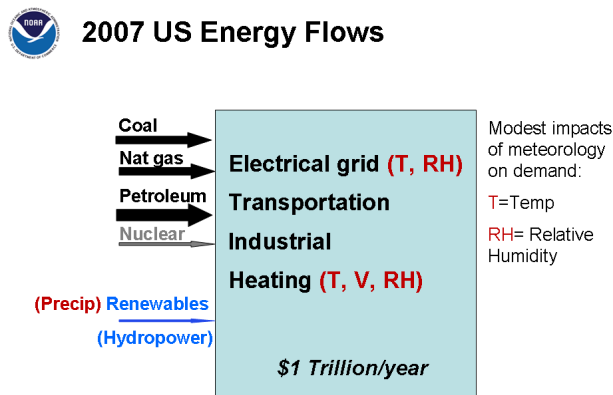 NOAA
2007 US Energy Flows
Coal
Nat gas
Petroleum
Nuclear
(Precip) Renewables
(Hydropower)
Electrical grid (T, RH)
Transportation
Industrial
Heating (T, V, RH)
$1 Trillion/year
Modest impacts
of meteorology
on demand:
T=Temp
RH= Relative
Humidity